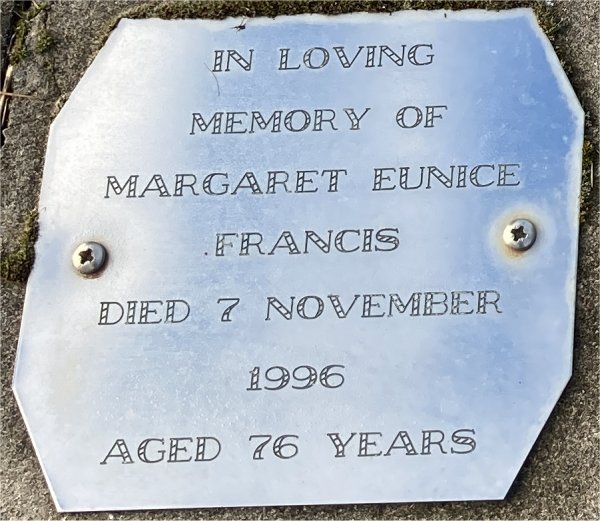 IN LOVING
MEMORY OF
MARGARET EUNICE
FRANCIS
DIED 7 NOVEMBER
1996
AGED 76 YEARS